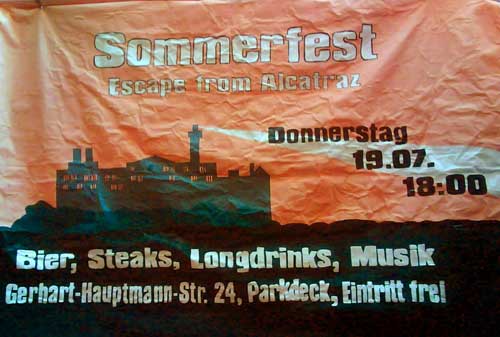 Sommerfest
Escape from Alcatraz
Donnerstag
19.07.
18:00
Bier, Steaks, Longdrinks, Musik
Gerhart-Hauptmann-Str. 24, Parkdeck, Eintritt frei